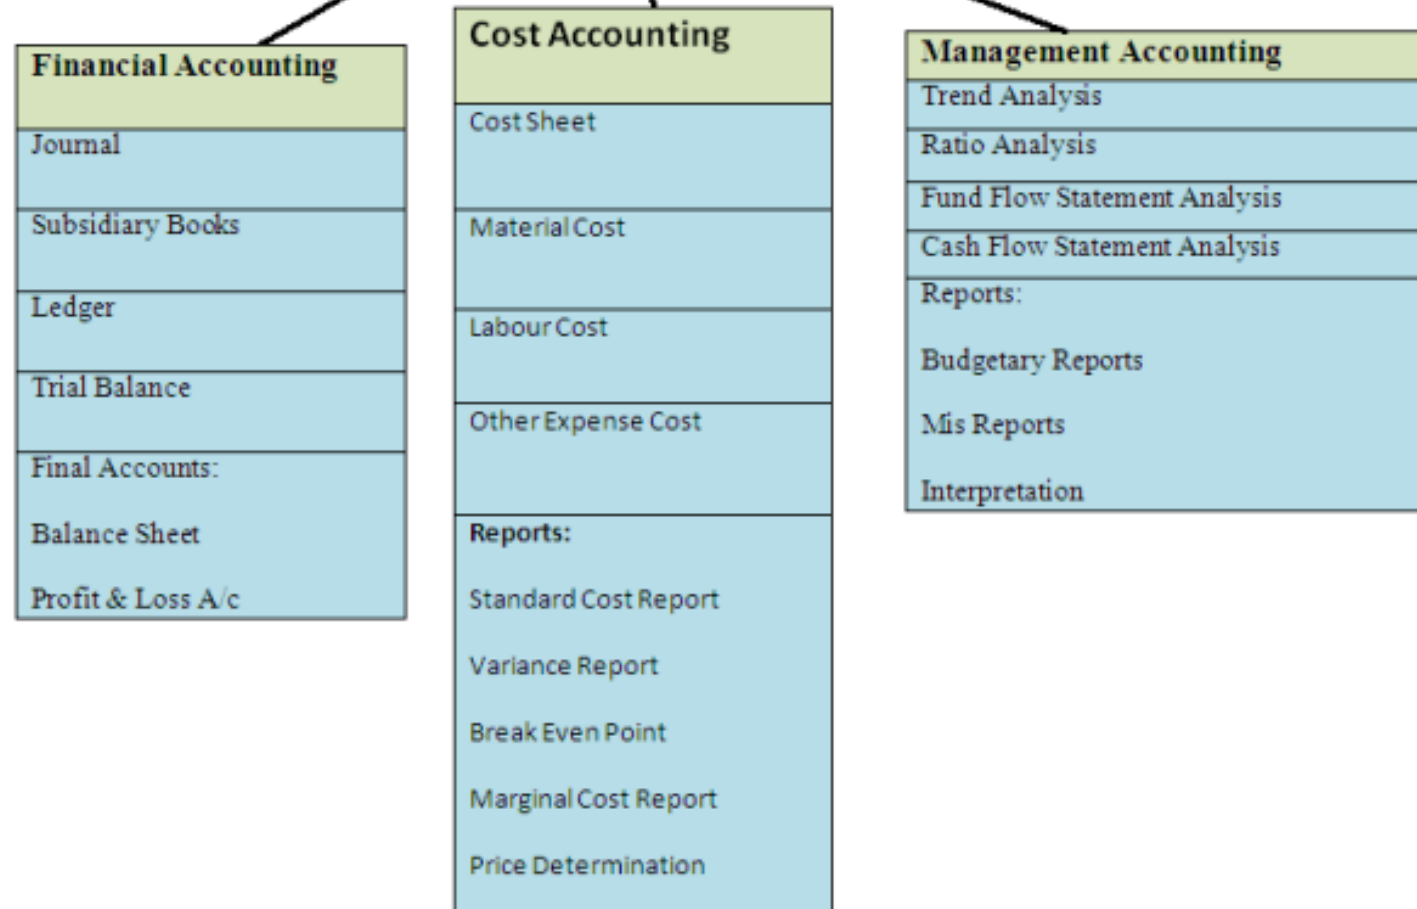 Financial Accounting
Journal
Subsidiary Books
Ledger
Trial Balance
Final Accounts:
Balance Sheet
Profit & Loss A/c
Cost Accounting
Cost Sheet
Material Cost
Labour Cost
Other Expense Cost
Reports:
Standard Cost Report
Variance Report
Break Even Point
Marginal Cost Report
Price Determination
Management Accounting
Trend Analysis
Ratio Analysis
Fund Flow Statement Analysis
Cash Flow Statement Analysis
Reports:
Budgetary Reports
Mis Reports
Interpretation